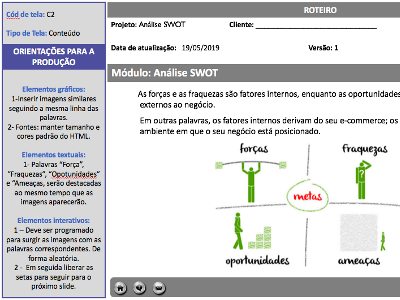 Cód de tela: C2
Tipo de Tela: Conteúdo
ORIENTAÇÕES PARA A
PRODUÇÃO
Elementos gráficos:
1-Inserir imagens similares
seguindo a mesma linha das
palavras.
2- Fontes: manter tamanho e
cores padrão do HTML.
Elementos textuais:
1- Palavras "Força",
"Fraquezes", "Opotunidades"
e "Ameaças, serão destacadas
ao mesmo tempo que as
imagens aparecerão.
Elementos interativos:
1 – Deve ser programado
para surgir as imagens com as
palavras correspondentes. De
forma aleatória.
2 - Em seguida liberar as
setas para seguir para o
próximo slide.
ROTEIRO
Projeto: Análise SWOT Cliente:
Data de atualização: 19/05/2019 Versão: 1
Módulo: Análise SWOT
As forças e as fraquezas são fatores internos, enquanto as oportunidades
externos ao negócio.
Em outras palavras, os fatores internos derivam do seu e-commerce; os
ambiente em que o seu negócio está posicionado.
forças fraquezas
metas
oportunidades ameaças